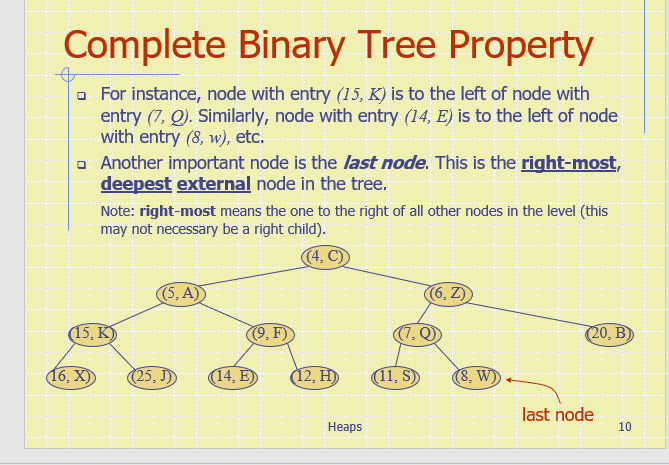 Complete Binary Tree Property
For instance, node with entry (15, K) is to the left of node with
entry (7, Q). Similarly, node with entry (14, E) is to the left of node
with entry (8, w), etc.
Another important node is the last node. This is the right-most,
deepest external node in the tree.
Note: right-most means the one to the right of all other nodes in the level (this
may not necessary be a right child).
(4, C)
(5, A) (6, Z)
(15, K) (9, F) (7, Q) (20, B)
(16, X) (25, J) (14, E) (12, H) (11, S) (8, W)
last node
Heaps 10